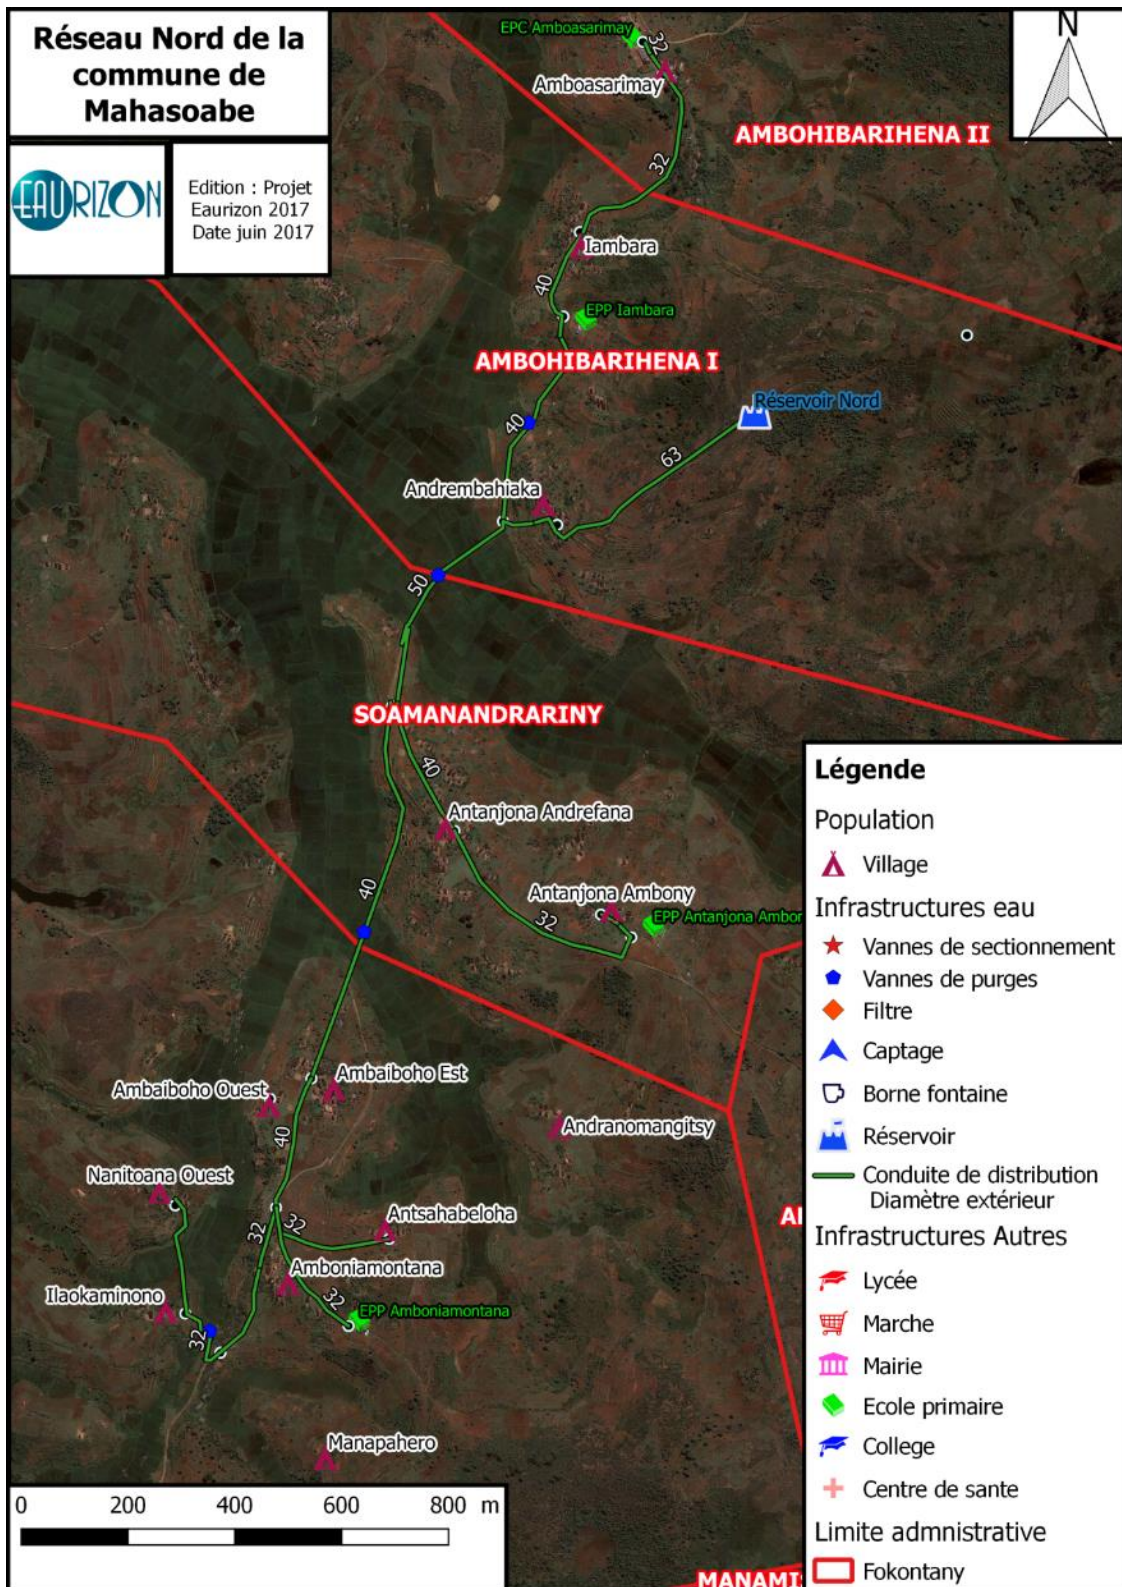 Réseau Nord de la
commune de
Mahasoabe
EAURIZON
Edition : Projet
Eaurizon 2017
Date juin 2017
N
EPC Amboasarimay
32
Amboasarimay
AMBOHIBARIHENA II
32
Iambara
40
EPP Iambara
AMBOHIBARIHENA I
Réservoir Nord
40
63
Andrembahiaka
50
SOAMANANDRARINY
40
Antanjona Andrefana
40
Antanjona Ambony
32
EPP Antanjona Ambon
Ambaiboho Est
Ambaiboho Ouest
Andranomangitsy
40
Nanitoana Ouest
32
32
Antsahabeloha
Amboniamontana
Ilaokaminono
32
EPP Amboniamontana
32
Manapahero
MANAMIS
0 200 400 600 800 m
Légende
Population
Village
Infrastructures eau
Vannes de sectionnement
Vannes de purges
Filtre
Captage
Borne fontaine
Réservoir
Conduite de distribution
Diamètre extérieur
Infrastructures Autres
Lycée
Marche
Mairie
Ecole primaire
College
Centre de sante
Limite admnistrative
Fokontany